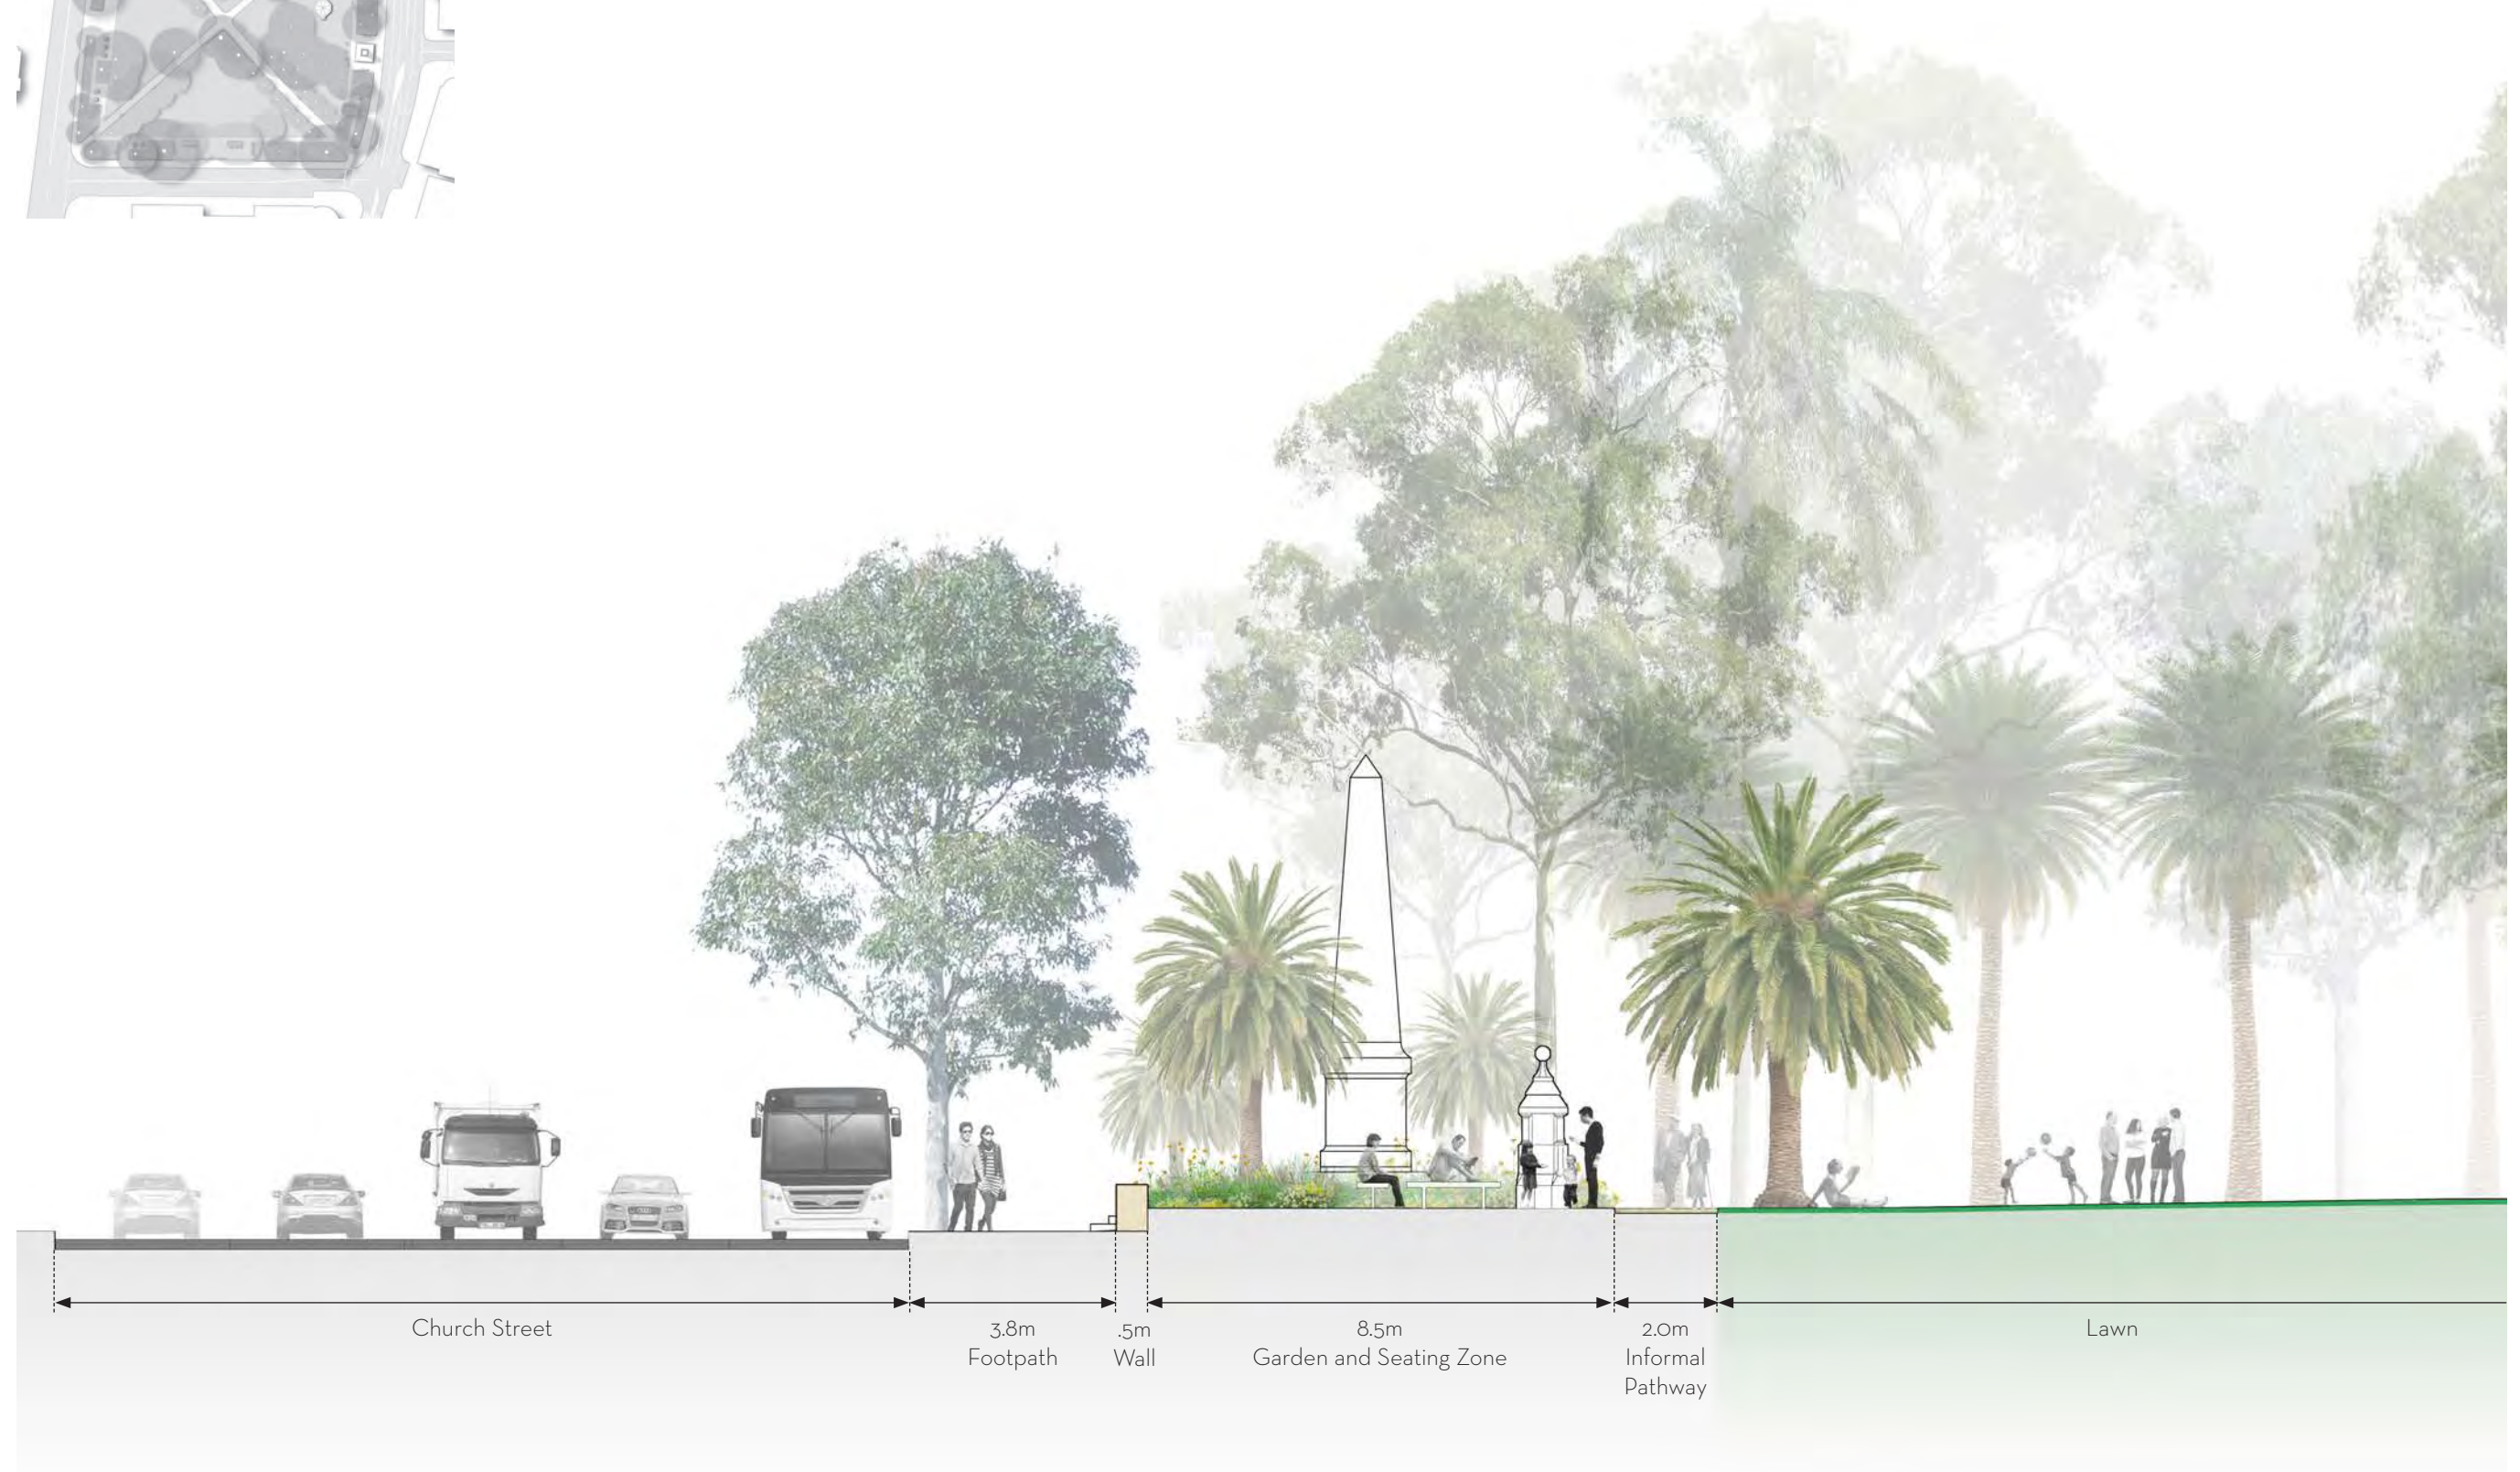 Church Street
3.8m
Footpath
.5m
Wall
8.5m
Garden and Seating Zone
2.0m
Informal
Pathway
Lawn